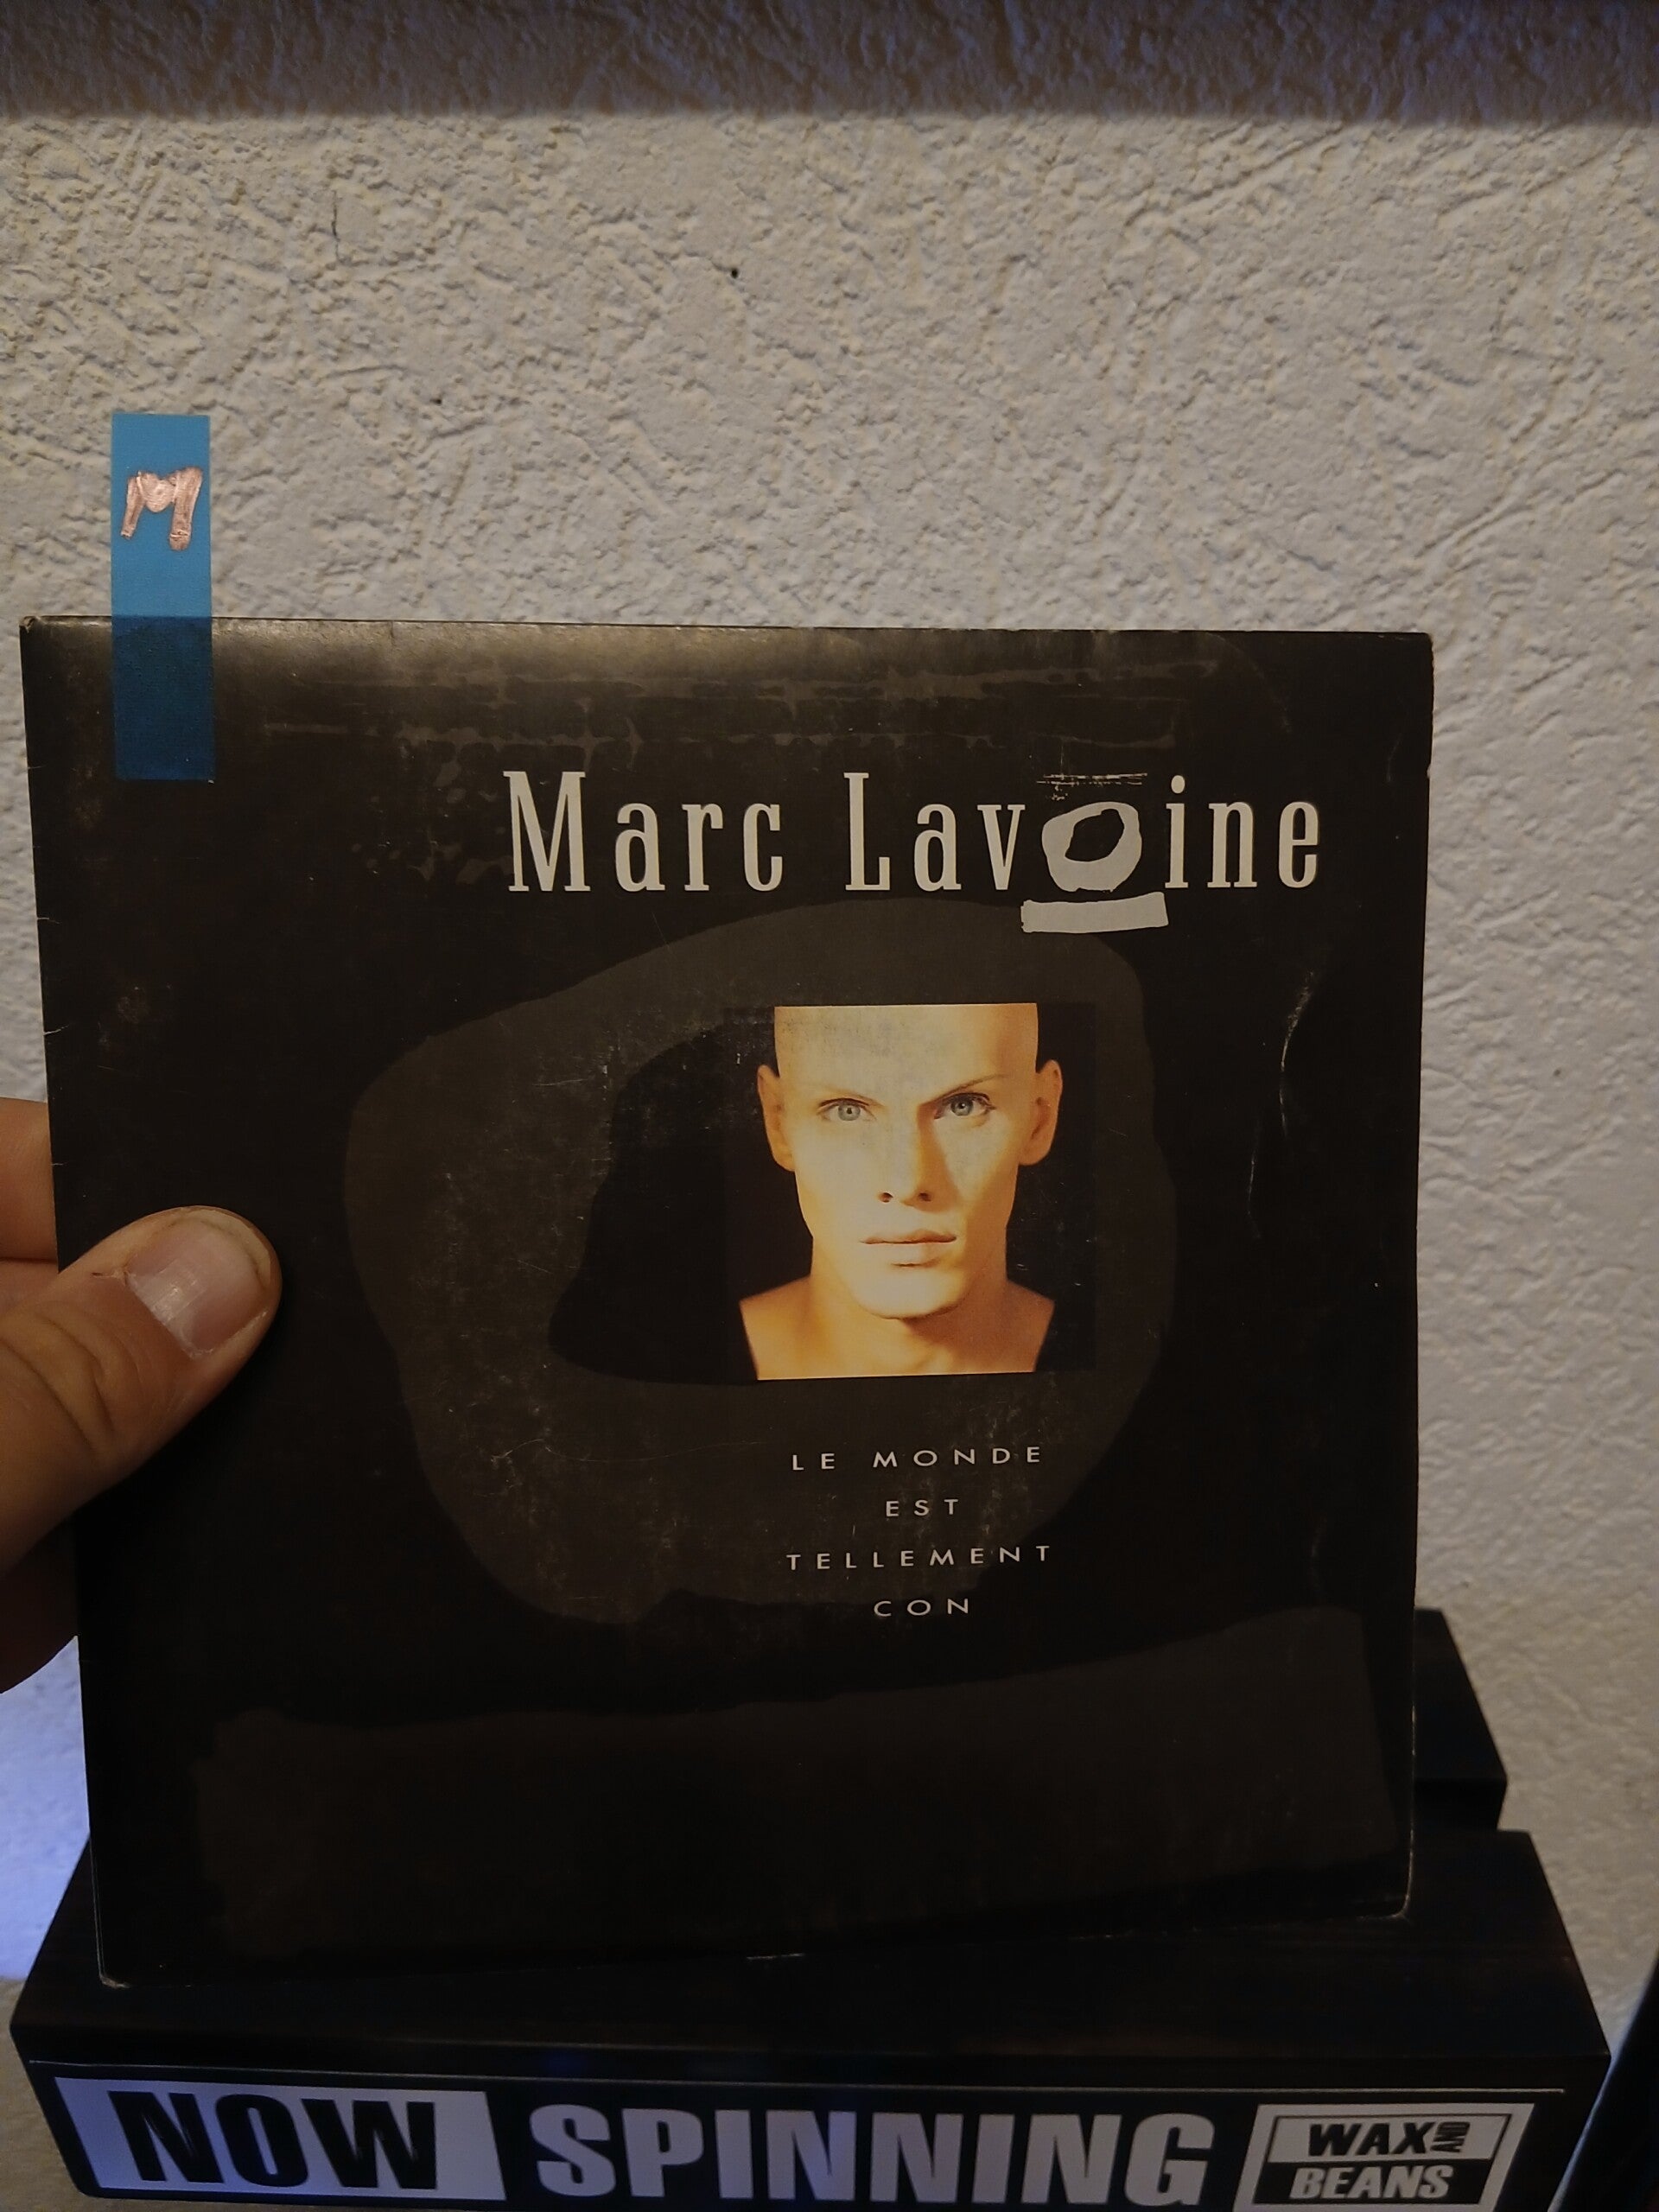 M
Marc Lavoine
LE MONDE
EST
TELLEMENT
CON
NOW SPINNING
WAX AND
BEANS